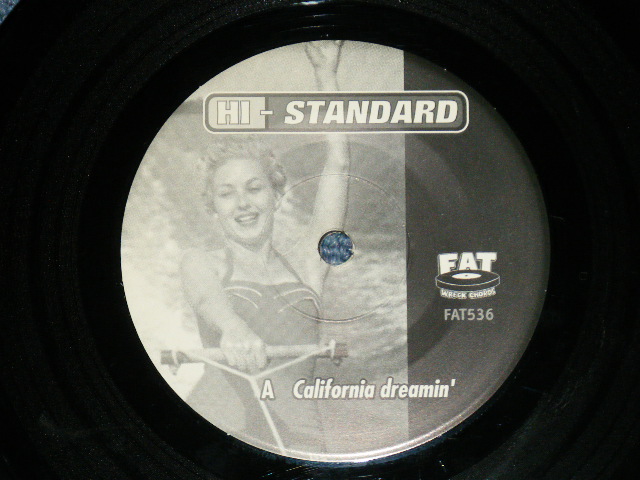 HI-STANDARD
FAT
WRECK CHORDS
FAT536
A California dreamin'